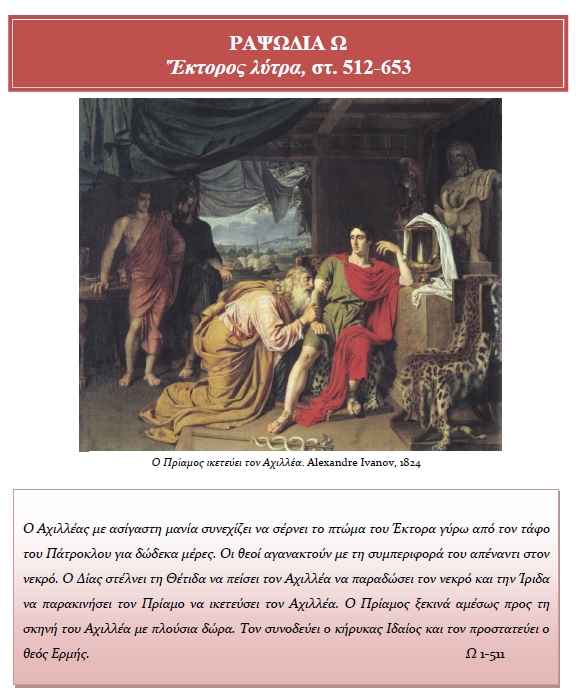 ΡΑΨΩΔΙΑ Ω
Ἕκτορος λύτρα, στ. 512-653
Ο Πρίαμος ικετεύει τον Αχιλλέα. Alexandre Ivanov, 1824
Ο Αχιλλέας με ασίγαστη μανία συνεχίζει να σέρνει το πτώμα του Έκτορα γύρω από τον τάφο
του Πάτροκλου για δώδεκα μέρες. Οι θεοί αγανακτούν με τη συμπεριφορά του απέναντι στον
νεκρό. Ο Δίας στέλνει τη Θέτιδα να πείσει τον Αχιλλέα να παραδώσει τον νεκρό και την Ίριδα
να παρακινήσει τον Πρίαμο να ικετεύσει τον Αχιλλέα. Ο Πρίαμος ξεκινά αμέσως προς τη
σκηνή του Αχιλλέα με πλούσια δώρα. Τον συνοδεύει ο κήρυκας Ιδαίος και τον προστατεύει ο
θεός Ερμής. Ω 1-511